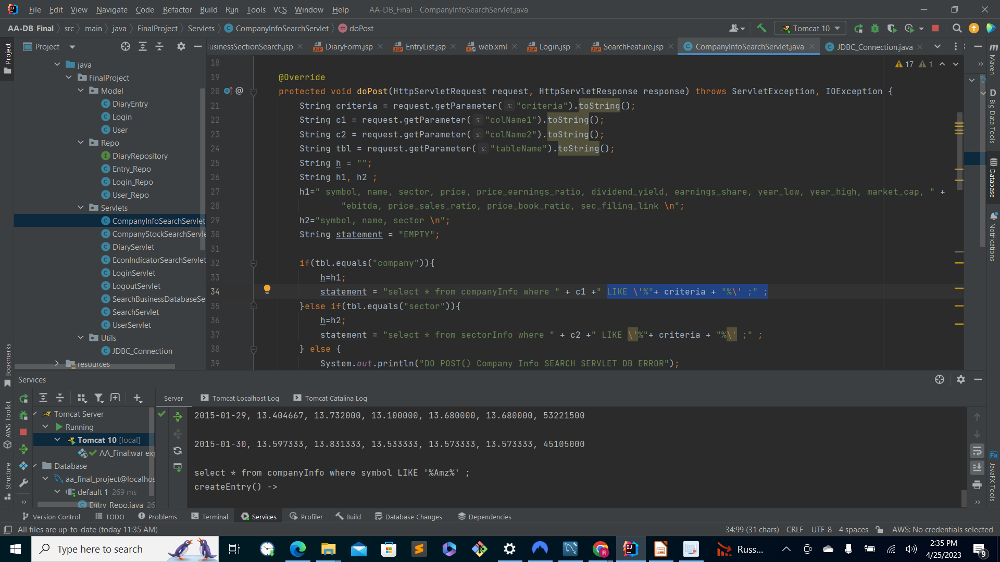 File Edit View Navigate Code Refactor Build Run Tools VCS Window Help AA-DB_Final - CompanyInfoSearchServlet.java
AA-DB_Final src main java FinalProject Servlets CompanyInfoSearchServlet doPost
Tomcat 10
Project
usinessSectionSearch.jsp DiaryForm.jsp EntryList.jsp web.xml Login.jsp SearchFeature.jsp CompanyInfoSearchServlet.java JDBC_Connection.java
java
FinalProject
Model
DiaryEntry
Login
User
Repo
DiaryRepository
Entry_Repo
Login_Repo
User_Repo
Servlets
CompanyInfoSearchServlet
CompanyStockSearchServle
DiaryServlet
EconIndicatorSearchServlet
LoginServlet
LogoutServlet
SearchBusinessDatabaseSer
SearchServlet
UserServlet
Utils
JDBC_Connection
resources
17 1
18
19 @Override
20 @ protected void doPost(HttpServletRequest request, HttpServletResponse response) throws ServletException, IOException {
21 String criteria = request.getParameter( s: "criteria").toString();
22 String c1 = request.getParameter( s: "colName1").toString();
23 String c2 = request.getParameter( s: "colName2").toString();
24 String tbl = request.getParameter( s: "tableName").toString();
25 String h = "";
26 String h1, h2 ;
27 h1=" symbol, name, sector, price, price_earnings_ratio, dividend_yield, earnings_share, year_low, year_high, market_cap, " +
28 "ebitda, price_sales_ratio, price_book_ratio, sec_filing_link \n";
29 h2="symbol, name, sector \n";
30 String statement = "EMPTY";
31
32 if(tbl.equals("company")){
33 h=h1;
34 statement = "select * from companyInfo where " + c1 +" LIKE \'%"+ criteria + "%\' ;" ;
35 }else if(tbl.equals("sector")){
36 h=h2;
37 statement = "select * from sectorInfo where " + c2 +" LIKE \'%"+ criteria + "%\' ;" ;
38 } else {
39 System.out.println("DO POST() Company Info SEARCH SERVLET DB ERROR");
Project
Bookmarks
AWS Toolkit
Structure
Maven
Big Data Tools
Database
Notifications
JavaFX Tools
Services
Server Tomcat Localhost Log Tomcat Catalina Log
Tomcat Server
Running
Tomcat 10 [local]
AA_Final:war exp
Database
aa_final_project@localhos
default 1 269 ms
Entry_Repo.java 26
2015-01-29, 13.404667, 13.732000, 13.100000, 13.680000, 13.680000, 53221500
2015-01-30, 13.597333, 13.831333, 13.533333, 13.573333, 13.573333, 45105000
select * from companyInfo where symbol LIKE '%Amz%' ;
createEntry() ->
Version Control TODO Problems Terminal Services Profiler Build Database Changes Dependencies
All files are up-to-date (today 11:35 AM) 34:99 (31 chars) CRLF UTF-8 4 spaces AWS: No credentials selected
Type here to search
Russ...
2:35 PM
4/25/2023
9